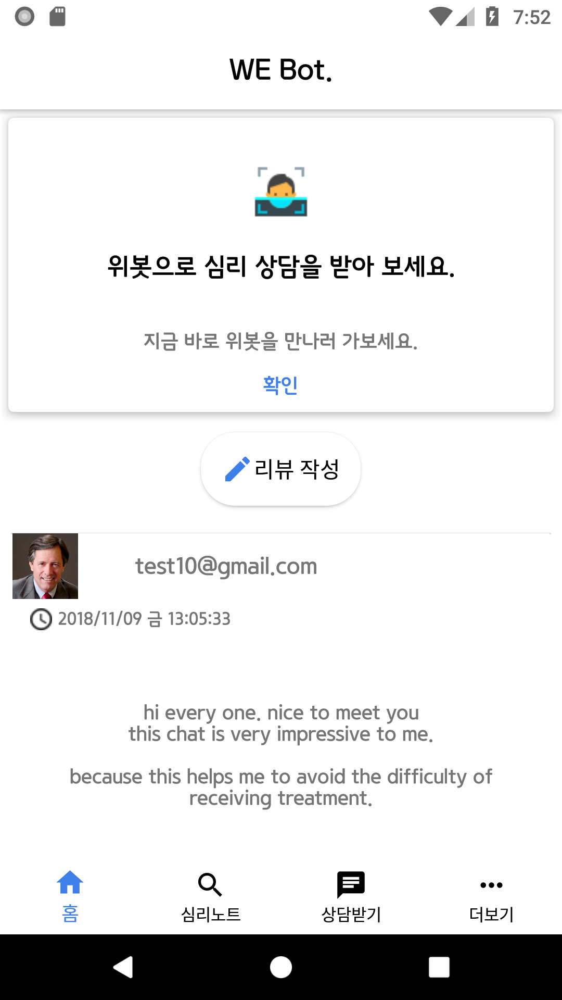 7:52
WE Bot.
위봇으로 심리 상담을 받아 보세요.
지금 바로 위봇을 만나러 가보세요.
확인
리뷰 작성
test10@gmail.com
2018/11/09 금 13:05:33
hi every one. nice to meet you
this chat is very impressive to me.
because this helps me to avoid the difficulty of
receiving treatment.
홈
심리노트
상담받기
더보기